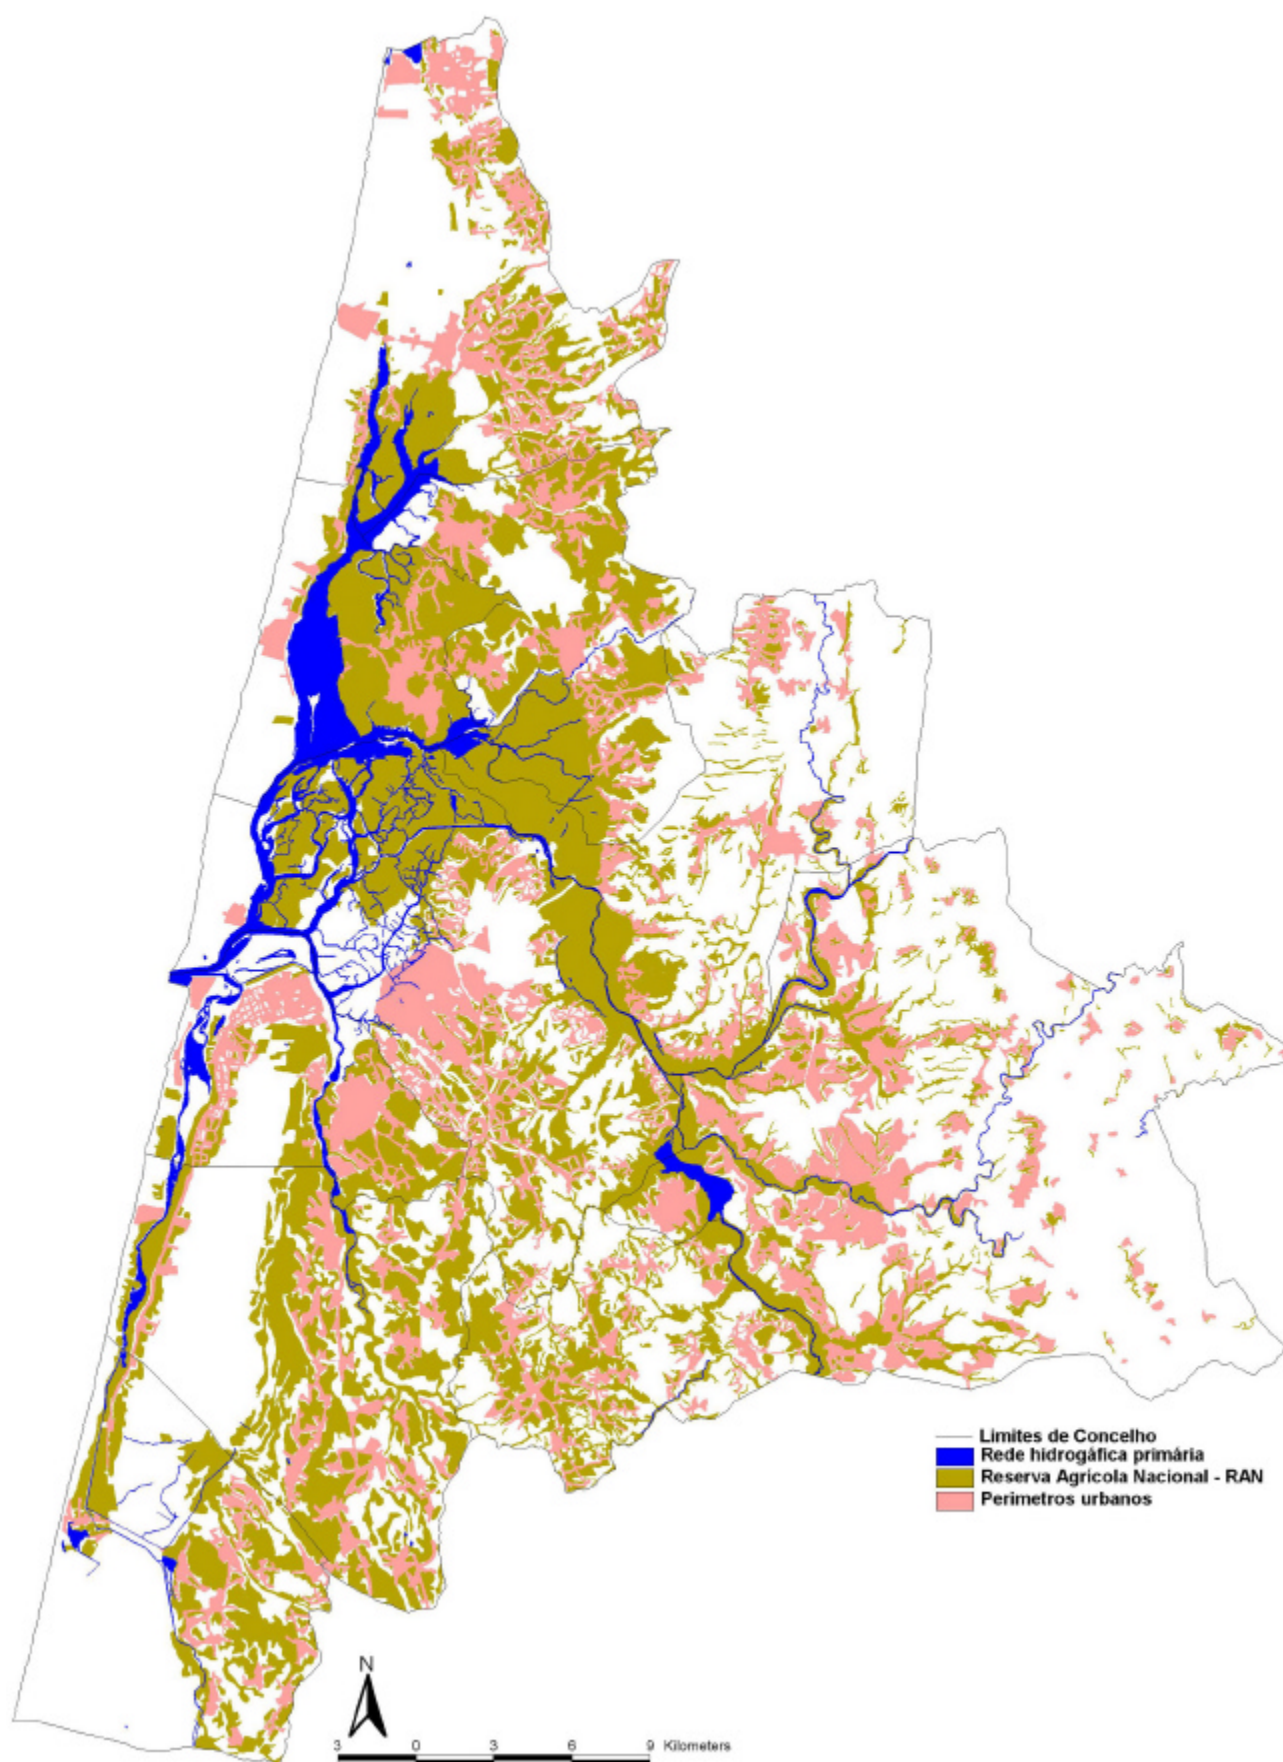 Limites de Concelho
Rede hidrogáfica primária
Reserva Agricola Nacional - RAN
Perimetros urbanos
N
3 0 3 6 9 Kilometers